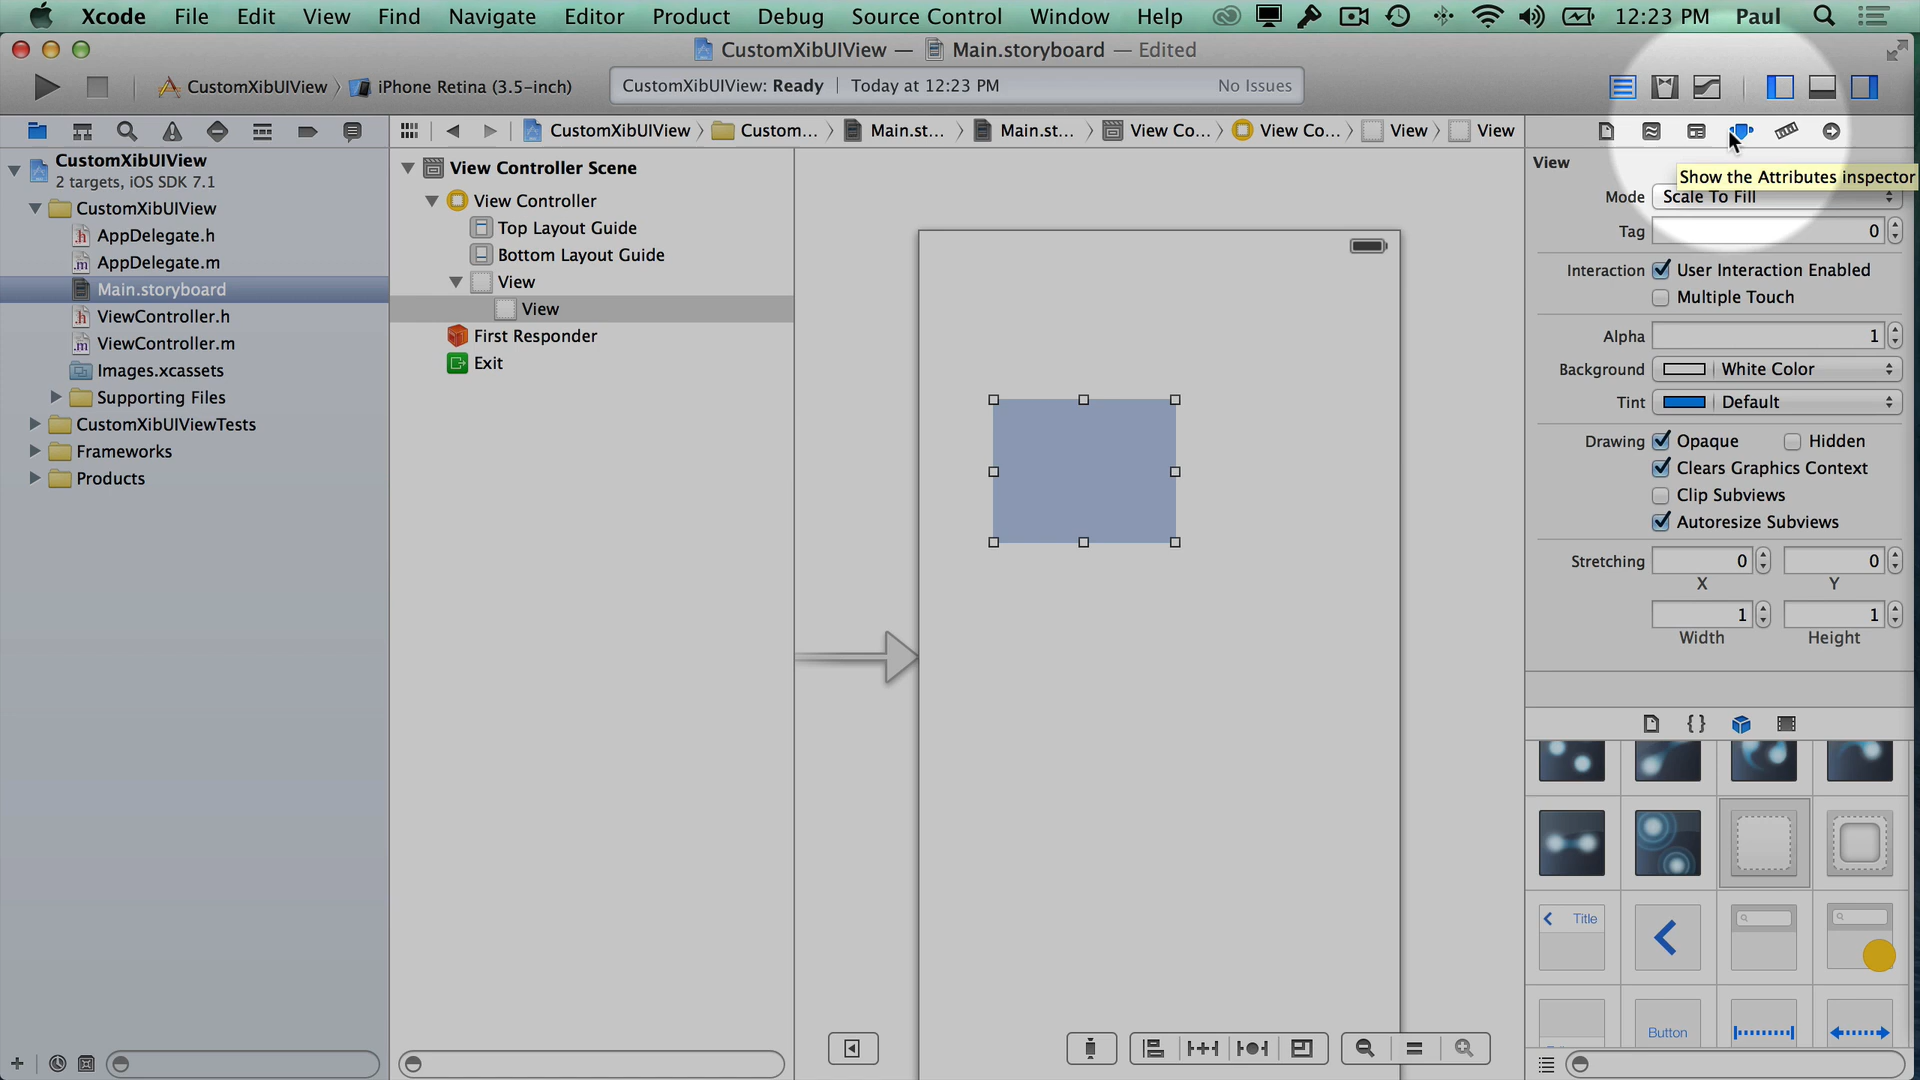 Xcode File Edit View Find Navigate Editor Product Debug Source Control Window Help 12:23 PM Paul
CustomXibUIView — Main.storyboard — Edited
CustomXibUIView iPhone Retina (3.5-inch)
CustomXibUIView: Ready Today at 12:23 PM No Issues
CustomXibUIView Custom... Main.st... Main.st... View Co... View Co... View View
CustomXibUIView
2 targets, iOS SDK 7.1
CustomXibUIView
AppDelegate.h
AppDelegate.m
Main.storyboard
ViewController.h
ViewController.m
Images.xcassets
Supporting Files
CustomXibUIViewTests
Frameworks
Products
View Controller Scene
View Controller
Top Layout Guide
Bottom Layout Guide
View
View
First Responder
Exit
View
Show the Attributes inspector
Mode Scale To Fill
Tag 0
Interaction User Interaction Enabled
Multiple Touch
Alpha 1
Background White Color
Tint Default
Drawing Opaque Hidden
Clears Graphics Context
Clip Subviews
Autoresize Subviews
Stretching 0 0
X Y
1 1
Width Height
{ }
Title
Button